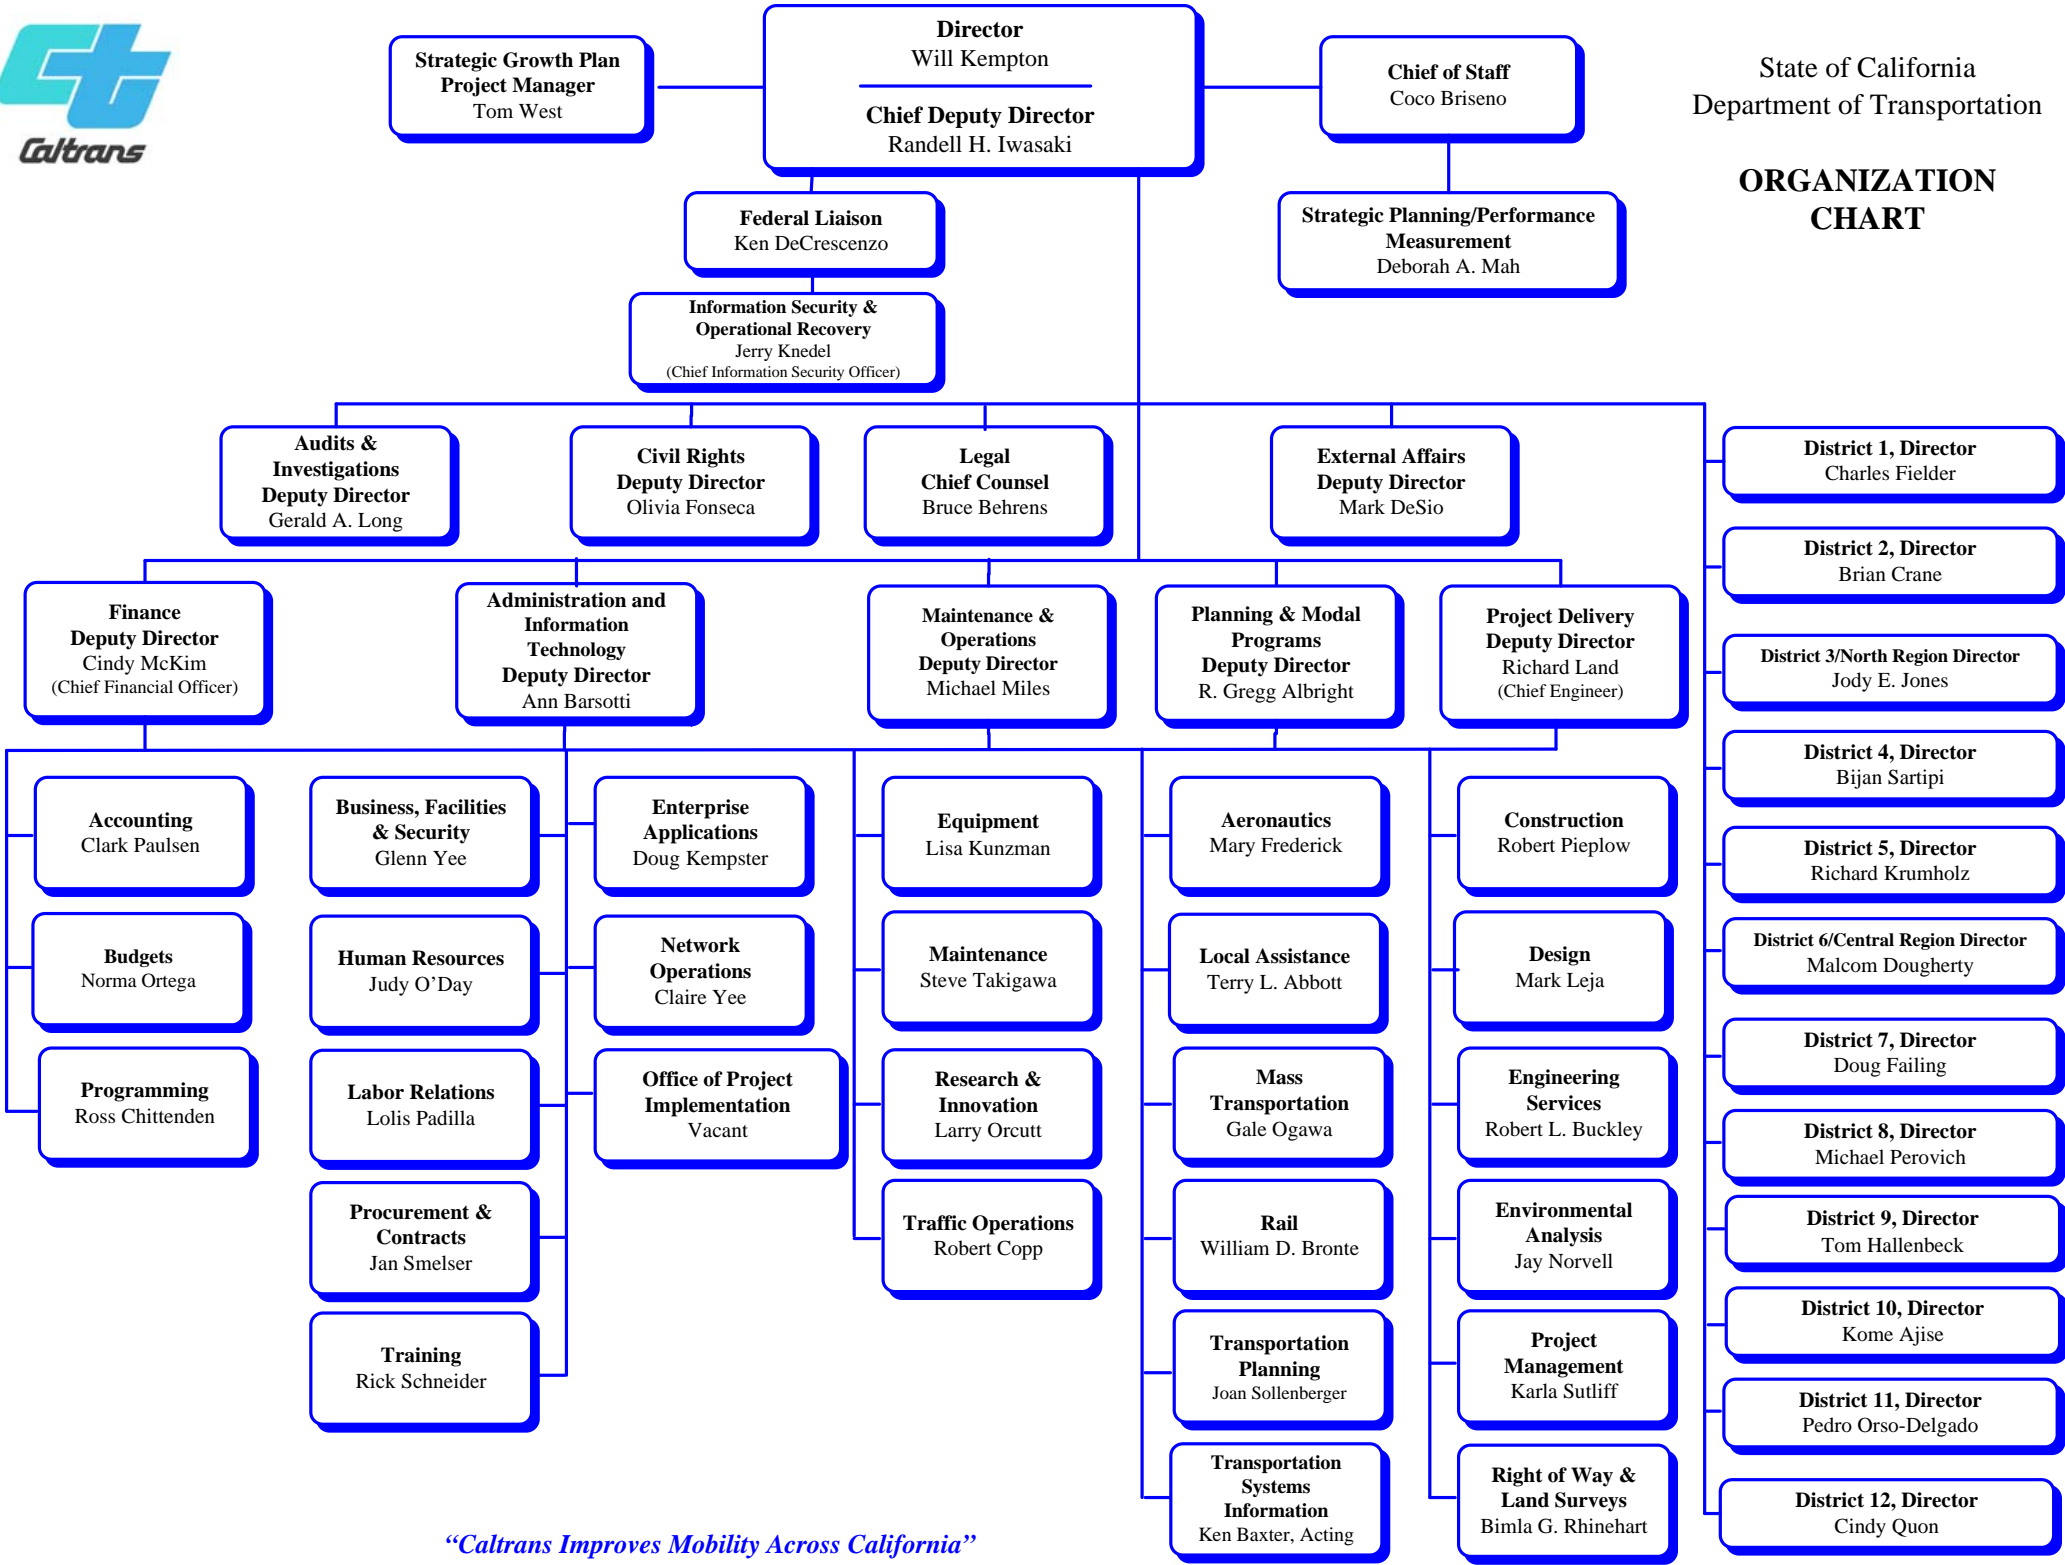 Caltrans
State of California
Department of Transportation
ORGANIZATION
CHART
Director
Will Kempton
Chief Deputy Director
Randell H. Iwasaki
Strategic Growth Plan
Project Manager
Tom West
Chief of Staff
Coco Briseno
Strategic Planning/Performance
Measurement
Deborah A. Mah
Federal Liaison
Ken DeCrescenzo
Information Security &
Operational Recovery
Jerry Knedel
(Chief Information Security Officer)
Audits &
Investigations
Deputy Director
Gerald A. Long
Civil Rights
Deputy Director
Olivia Fonseca
Legal
Chief Counsel
Bruce Behrens
External Affairs
Deputy Director
Mark DeSio
Finance
Deputy Director
Cindy McKim
(Chief Financial Officer)
Administration and
Information
Technology
Deputy Director
Ann Barsotti
Maintenance &
Operations
Deputy Director
Michael Miles
Planning & Modal
Programs
Deputy Director
R. Gregg Albright
Project Delivery
Deputy Director
Richard Land
(Chief Engineer)
Accounting
Clark Paulsen
Budgets
Norma Ortega
Programming
Ross Chittenden
Business, Facilities
& Security
Glenn Yee
Human Resources
Judy O’Day
Labor Relations
Lolis Padilla
Procurement &
Contracts
Jan Smelser
Training
Rick Schneider
Enterprise
Applications
Doug Kempster
Network
Operations
Claire Yee
Office of Project
Implementation
Vacant
Equipment
Lisa Kunzman
Maintenance
Steve Takigawa
Research &
Innovation
Larry Orcutt
Traffic Operations
Robert Copp
Aeronautics
Mary Frederick
Local Assistance
Terry L. Abbott
Mass
Transportation
Gale Ogawa
Rail
William D. Bronte
Transportation
Planning
Joan Sollenberger
Transportation
Systems
Information
Ken Baxter, Acting
Construction
Robert Pieplow
Design
Mark Leja
Engineering
Services
Robert L. Buckley
Environmental
Analysis
Jay Norvell
Project
Management
Karla Sutliff
Right of Way &
Land Surveys
Bimla G. Rhinehart
District 1, Director
Charles Fielder
District 2, Director
Brian Crane
District 3/North Region Director
Jody E. Jones
District 4, Director
Bijan Sartipi
District 5, Director
Richard Krumholz
District 6/Central Region Director
Malcom Dougherty
District 7, Director
Doug Failing
District 8, Director
Michael Perovich
District 9, Director
Tom Hallenbeck
District 10, Director
Kome Ajise
District 11, Director
Pedro Orso-Delgado
District 12, Director
Cindy Quon
“Caltrans Improves Mobility Across California”